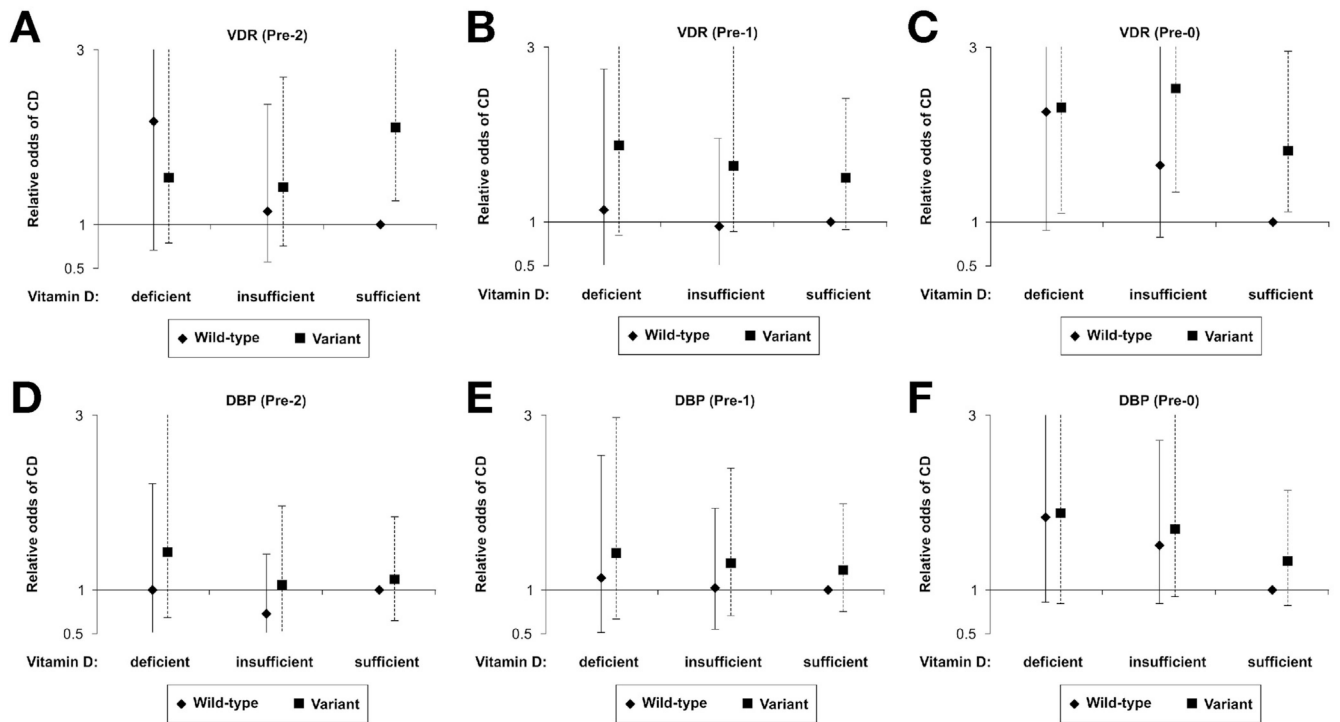 A
VDR (Pre-2)
3
Relative odds of CD
1
0.5
Vitamin D: deficient insufficient sufficient
Wild-type Variant
B
VDR (Pre-1)
3
Relative odds of CD
1
0.5
Vitamin D: deficient insufficient sufficient
Wild-type Variant
C
VDR (Pre-0)
3
Relative odds of CD
1
0.5
Vitamin D: deficient insufficient sufficient
Wild-type Variant
D
DBP (Pre-2)
3
Relative odds of CD
1
0.5
Vitamin D: deficient insufficient sufficient
Wild-type Variant
E
DBP (Pre-1)
3
Relative odds of CD
1
0.5
Vitamin D: deficient insufficient sufficient
Wild-type Variant
F
DBP (Pre-0)
3
Relative odds of CD
1
0.5
Vitamin D: deficient insufficient sufficient
Wild-type Variant